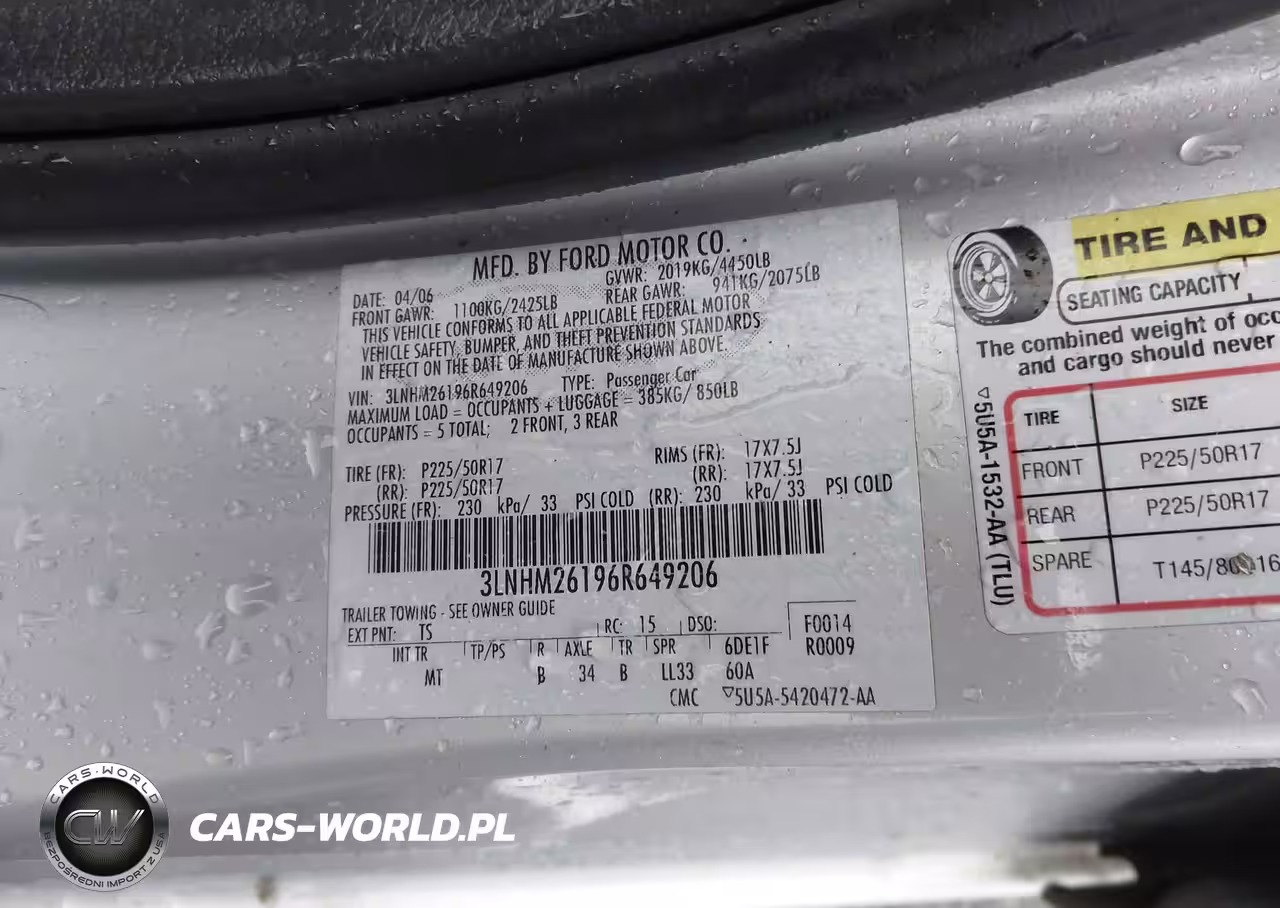 MFD. BY FORD MOTOR CO.
DATE: 04/06 GVWR: 2019KG/4450LB
FRONT GAWR: 1100KG/2425LB REAR GAWR: 941KG/2075LB
THIS VEHICLE CONFORMS TO ALL APPLICABLE FEDERAL MOTOR
VEHICLE SAFETY, BUMPER, AND THEFT PREVENTION STANDARDS
IN EFFECT ON THE DATE OF MANUFACTURE SHOWN ABOVE.
VIN: 3LNHM26196R649206 TYPE: Passenger Car
MAXIMUM LOAD = OCCUPANTS + LUGGAGE = 385KG/ 850LB
OCCUPANTS = 5 TOTAL; 2 FRONT, 3 REAR
TIRE (FR): P225/50R17 RIMS (FR): 17X7.5J
(RR): P225/50R17 (RR): 17X7.5J
PRESSURE (FR): 230 kPa/ 33 PSI COLD (RR): 230 kPa/ 33 PSI COLD
3LNHM26196R649206
TRAILER TOWING - SEE OWNER GUIDE
EXT PNT: TS RC: 15 DSO: F0014
INT TR TP/PS R AXLE TR SPR 6DE1F R0009
MT B 34 B LL33 60A
CMC ▽5U5A-5420472-AA
TIRE AND
SEATING CAPACITY
The combined weight of occ
and cargo should never
TIRE SIZE
FRONT P225/50R17
REAR P225/50R17
SPARE
▽5U5A-1532-AA (TLU)
CARS-WORLD
CW
BEZPOŚREDNI IMPORT Z USA
CARS-WORLD.PL